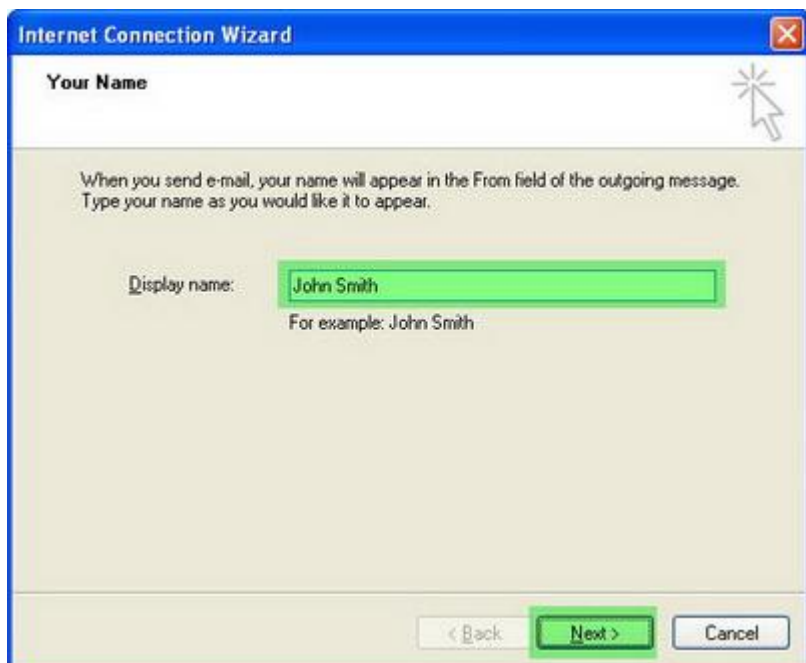 Internet Connection Wizard
Your Name
When you send e-mail, your name will appear in the From field of the outgoing message.
Type your name as you would like it to appear.
Display name: John Smith
For example: John Smith
< Back Next > Cancel